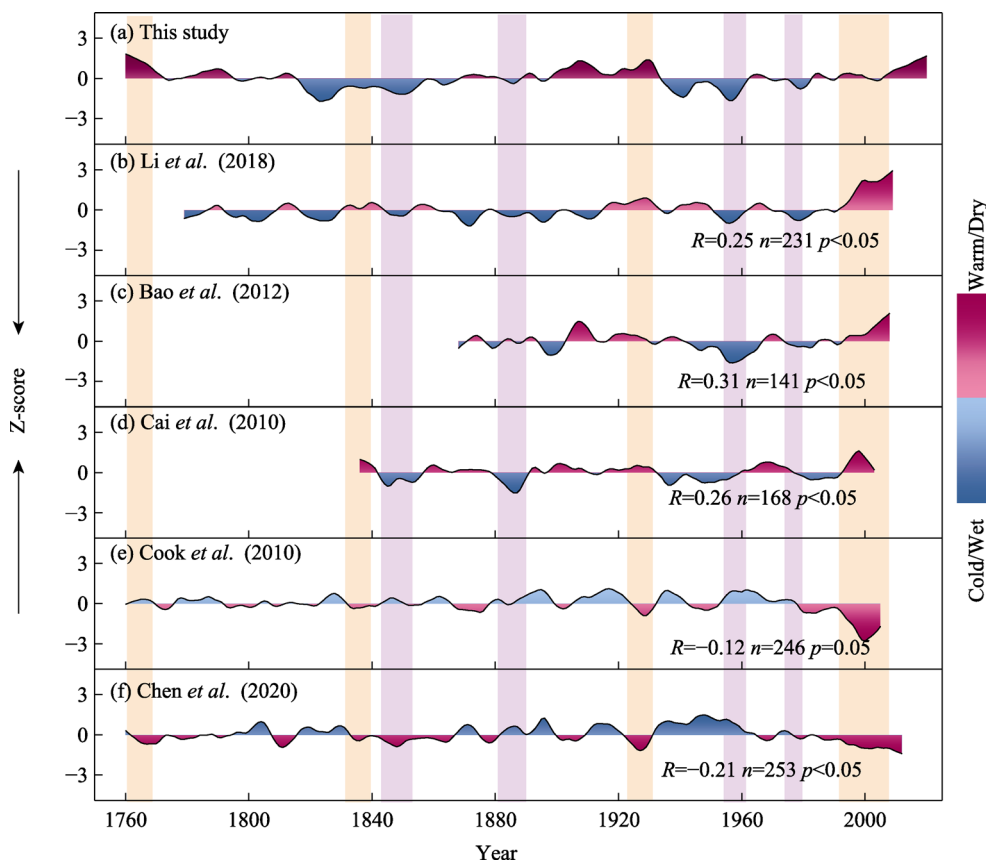 (a) This study
3
0
−3
(b) Li et al. (2018)
3
0
−3
R=0.25 n=231 p<0.05
(c) Bao et al. (2012)
3
0
−3
R=0.31 n=141 p<0.05
(d) Cai et al. (2010)
3
0
−3
R=0.26 n=168 p<0.05
(e) Cook et al. (2010)
3
0
−3
R=−0.12 n=246 p=0.05
(f) Chen et al. (2020)
3
0
−3
R=−0.21 n=253 p<0.05
1760 1800 1840 1880 1920 1960 2000
Year
Z-score
Warm/Dry
Cold/Wet